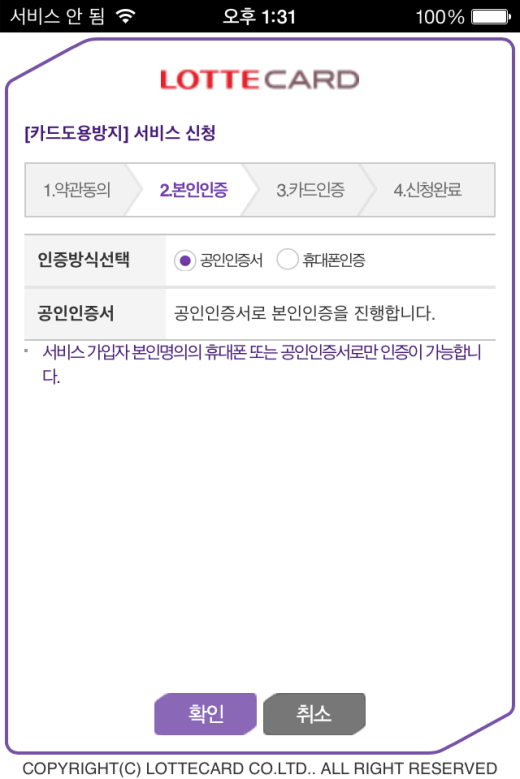 서비스 안 됨 오후 1:31 100%
LOTTE CARD
[카드도용방지] 서비스 신청
1.약관동의 2.본인인증 3.카드인증 4.신청완료
인증방식선택 공인인증서 휴대폰인증
공인인증서 공인인증서로 본인인증을 진행합니다.
서비스 가입자 본인명의의 휴대폰 또는 공인인증서로만 인증이 가능합니
다.
확인 취소
COPYRIGHT(C) LOTTECARD CO.LTD.. ALL RIGHT RESERVED